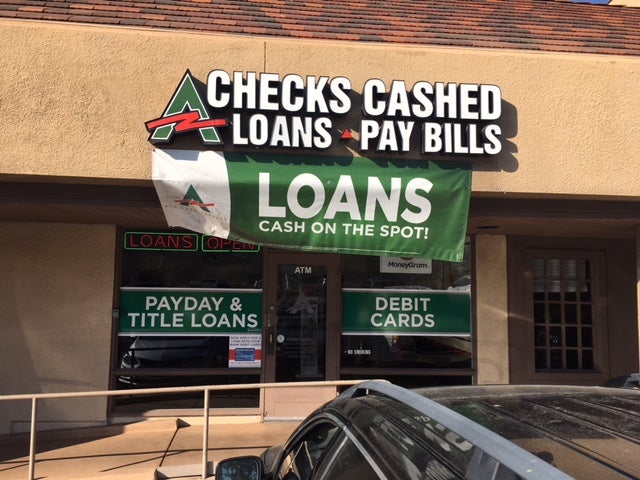 CHECKS CASHED
LOANS PAY BILLS
LOANS
CASH ON THE SPOT!
LOANS OPEN
ATM
MoneyGram
PAYDAY &
TITLE LOANS
DEBIT
CARDS
NO SMOKING